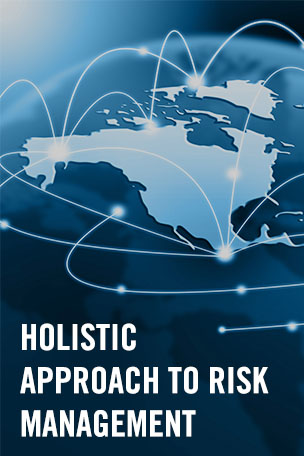 HOLISTIC
APPROACH TO RISK
MANAGEMENT